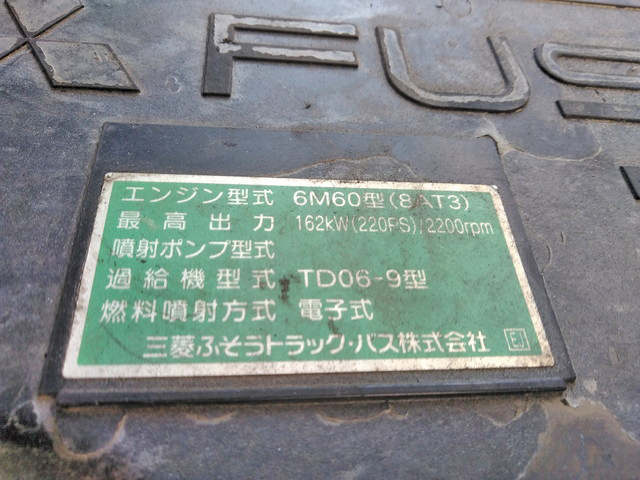 FUS
エンジン型式 6M60型(8AT3)
最高出力 162kW(220PS)/2200rpm
噴射ポンプ型式
過給機型式 TD06-9型
燃料噴射方式 電子式
三菱ふそうトラック・バス株式会社 EJ